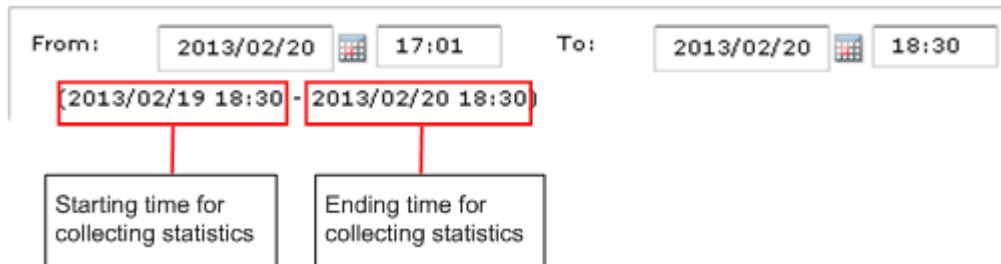 From: 2013/02/20 17:01 To: 2013/02/20 18:30
(2013/02/19 18:30 - 2013/02/20 18:30)
Starting time for
collecting statistics
Ending time for
collecting statistics